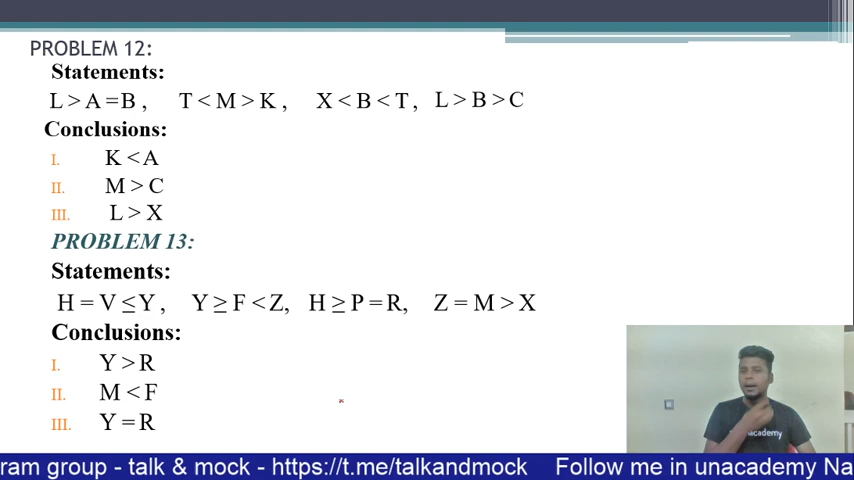 PROBLEM 12:
Statements:
L > A = B ,   T < M > K ,   X < B < T ,  L > B > C
Conclusions:
I.   K < A
II.   M > C
III.   L > X
PROBLEM 13:
Statements:
H = V ≤ Y ,   Y ≥ F < Z,  H ≥ P = R,   Z = M > X
Conclusions:
I.   Y > R
II.   M < F
III.   Y = R
unacademy
ram group - talk & mock - https://t.me/talkandmock   Follow me in unacademy Na